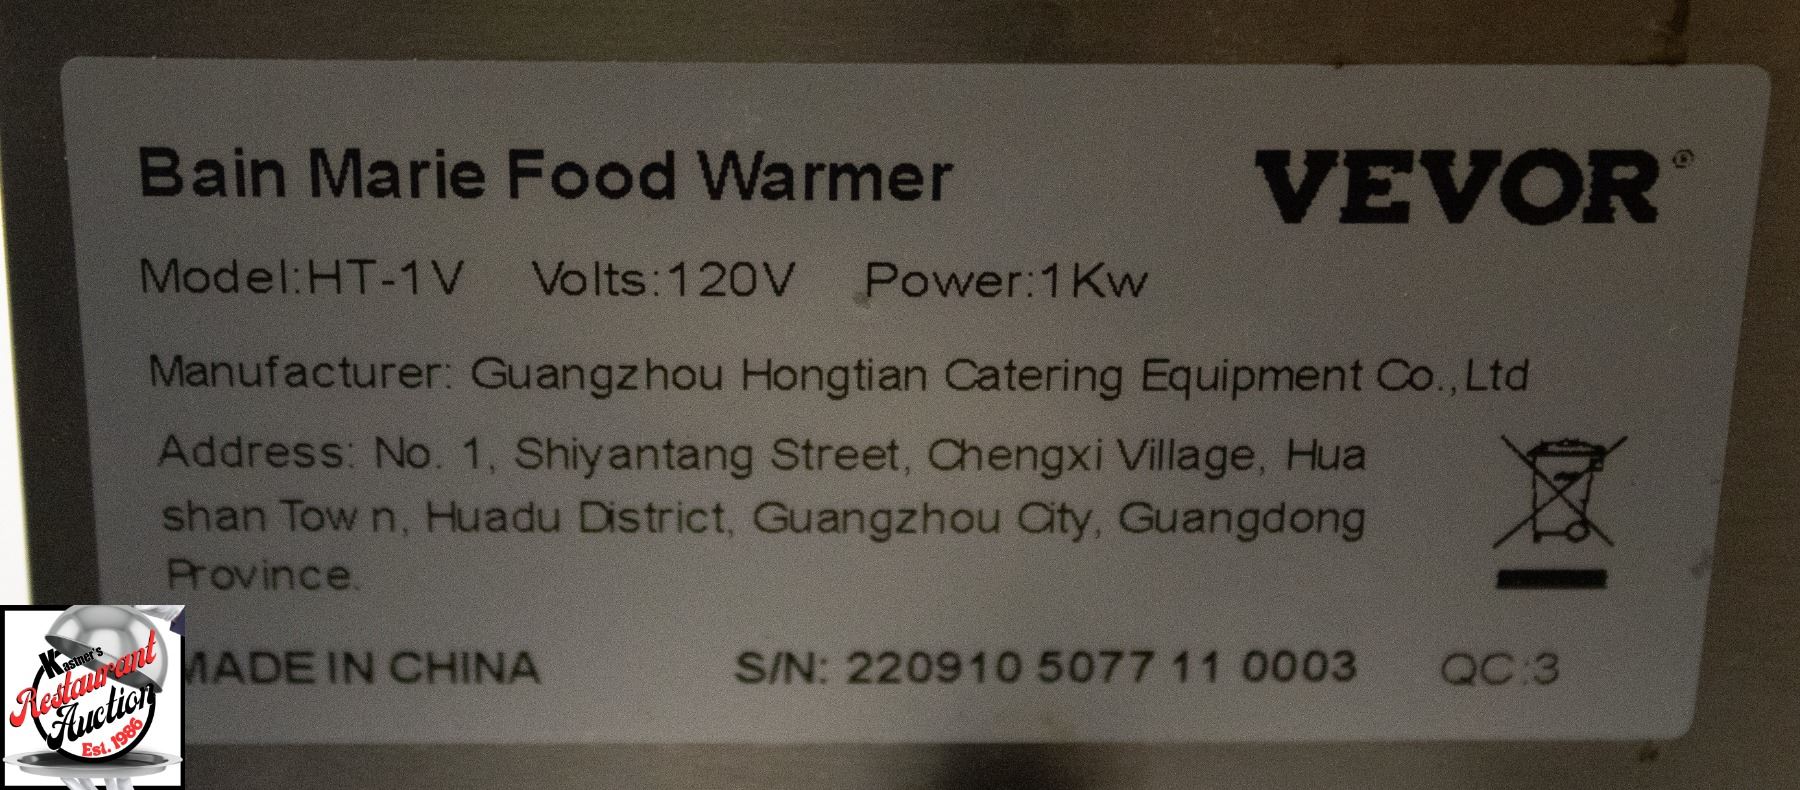 Bain Marie Food Warmer
VEVOR®
Model:HT-1V Volts:120V Power:1Kw
Manufacturer: Guangzhou Hongtian Catering Equipment Co.,Ltd
Address: No. 1, Shiyantang Street, Chengxi Village, Hua
shan Tow n, Huadu District, Guangzhou City, Guangdong
Province.
MADE IN CHINA S/N: 220910 5077 11 0003 QC:3
Kastner's
Restaurant
Auction
Est. 1986